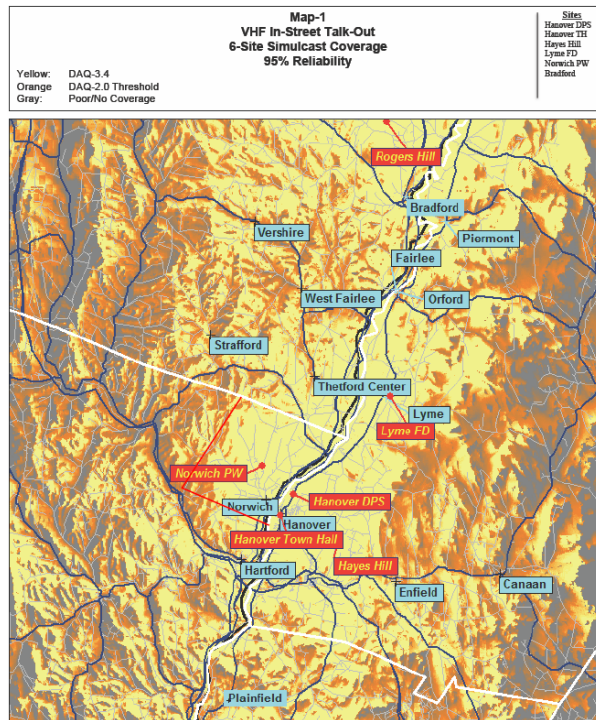 Map-1
VHF In-Street Talk-Out
6-Site Simulcast Coverage
95% Reliability
Yellow: DAQ-3.4
Orange DAQ-2.0 Threshold
Gray: Poor/No Coverage
Sites
Hanover DPS
Hanover TH
Hayes Hill
Lyme FD
Norwich PW
Bradford
Rogers Hill
Bradford
Vershire
Piermont
Fairlee
West Fairlee
Orford
Strafford
Thetford Center
Lyme
Lyme FD
Norwich PW
Hanover DPS
Norwich
Hanover
Hanover Town Hall
Hartford
Hayes Hill
Canaan
Enfield
Plainfield